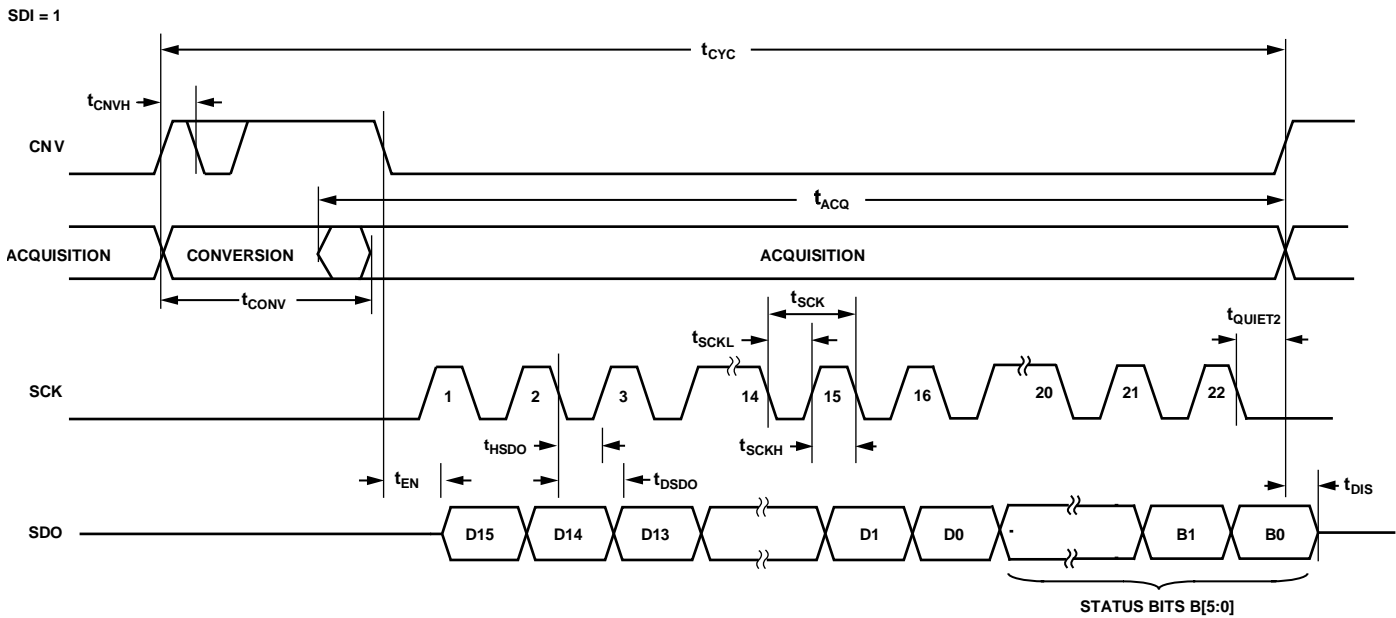 SDI = 1
tCYC
tCNVH
CNV
tACQ
ACQUISITION CONVERSION ACQUISITION
tCONV
tSCK
tQUIET2
tSCKL
SCK 1 2 3 14 15 16 20 21 22
tHSDO tSCKH
tEN tDSDO tDIS
SDO D15 D14 D13 D1 D0 B1 B0
STATUS BITS B[5:0]